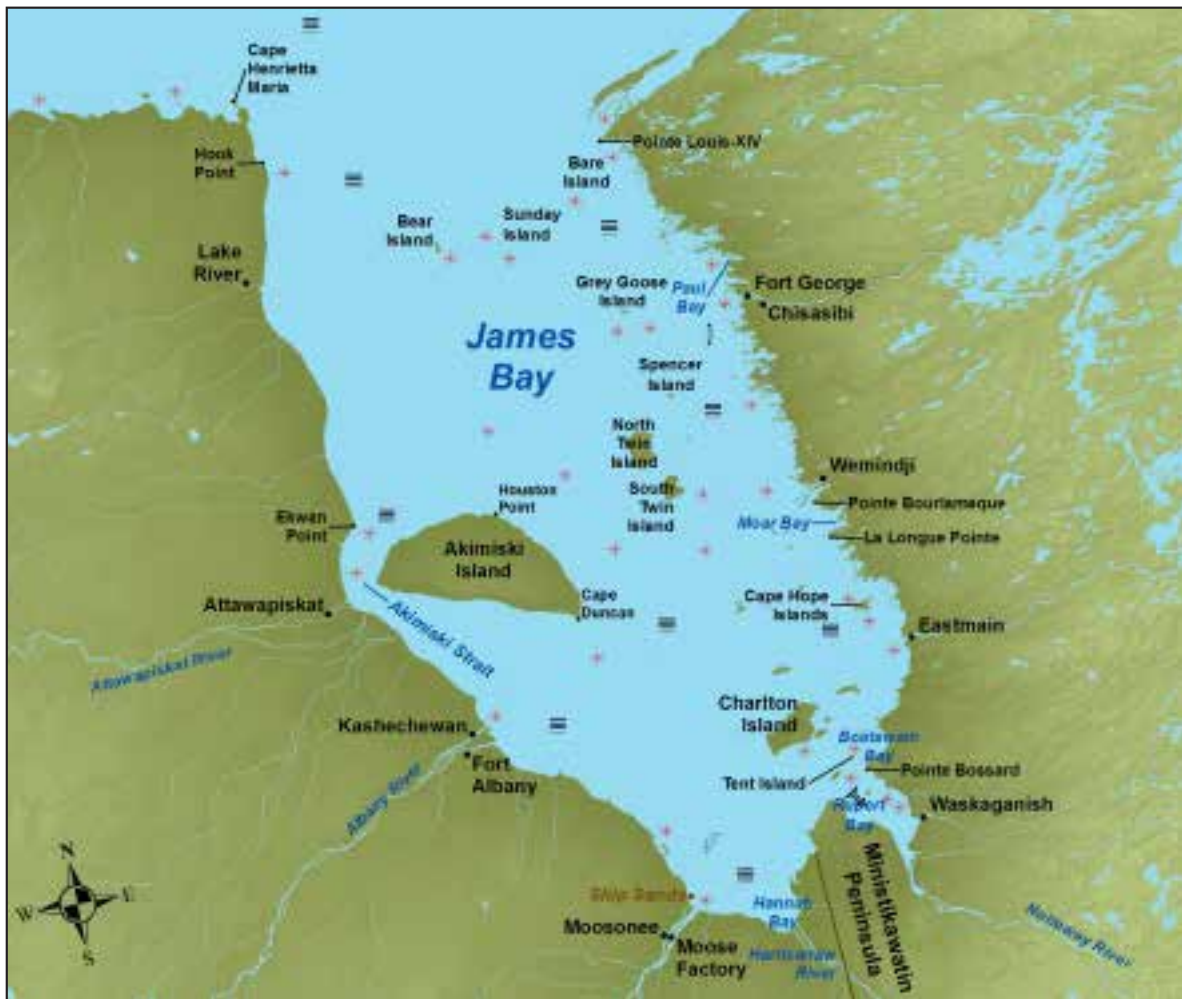 Cape
Henrietta
Maria
Pointe Louis-XIV
Hook
Point
Bare
Island
Bear
Island
Sunday
Island
Lake
River
Grey Goose
Island
Paul
Bay
Fort George
Chisasibi
James
Bay
Spencer
Island
North
Twin
Island
Wemindji
South
Twin
Island
Houston
Point
Pointe Bourlamaque
Moar Bay
La Longue Pointe
Ekwan
Point
Akimiski
Island
Cape
Duncan
Cape Hope
Islands
Attawapiskat
Akimiski Strait
Eastmain
Attawapiskat River
Charlton
Island
Kashechewan
Fort
Albany
Albany River
Boatswain
Bay
Pointe Bossard
Tent Island
Rupert
Bay
Waskaganish
Ministikawatin
Peninsula
Ship Sands
Hannah
Bay
Moosonee
Moose
Factory
Harricanaw
River
Nottaway River
N
E
W
S